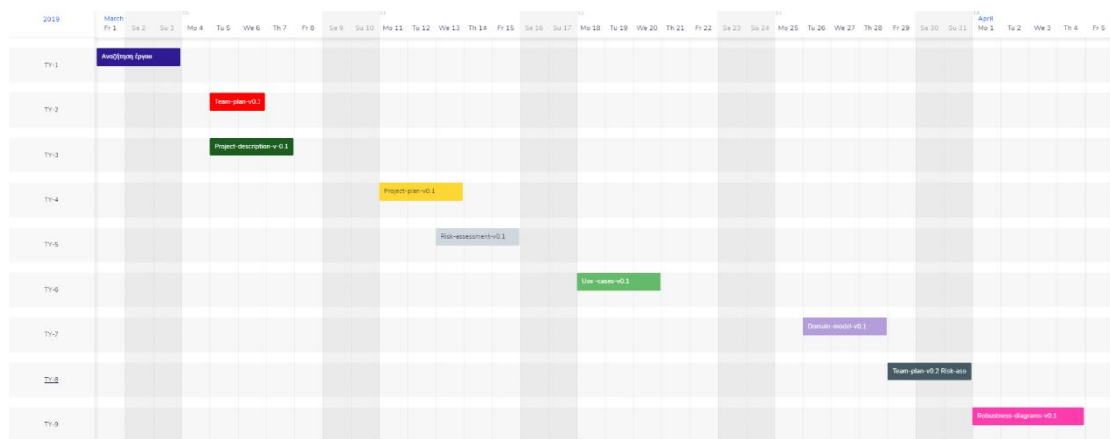 2019 March April
Fr 1 Sa 2 Su 3 Mo 4 Tu 5 We 6 Th 7 Fr 8 Sa 9 Su 10 Mo 11 Tu 12 We 13 Th 14 Fr 15 Sa 16 Su 17 Mo 18 Tu 19 We 20 Th 21 Fr 22 Sa 23 Su 24 Mo 25 Tu 26 We 27 Th 28 Fr 29 Sa 30 Su 31 Mo 1 Tu 2 We 3 Th 4 Fr 5
TY-1 Αναζήτηση έργου
TY-2 Team-plan-v0.1
TY-3 Project-description-v-0.1
TY-4 Project-plan-v0.1
TY-5 Risk-assessment-v0.1
TY-6 Use -cases-v0.1
TY-7 Domain-model-v0.1
TY-8 Team-plan-v0.2 Risk-ass
TY-9 Robustness-diagrams-v0.1